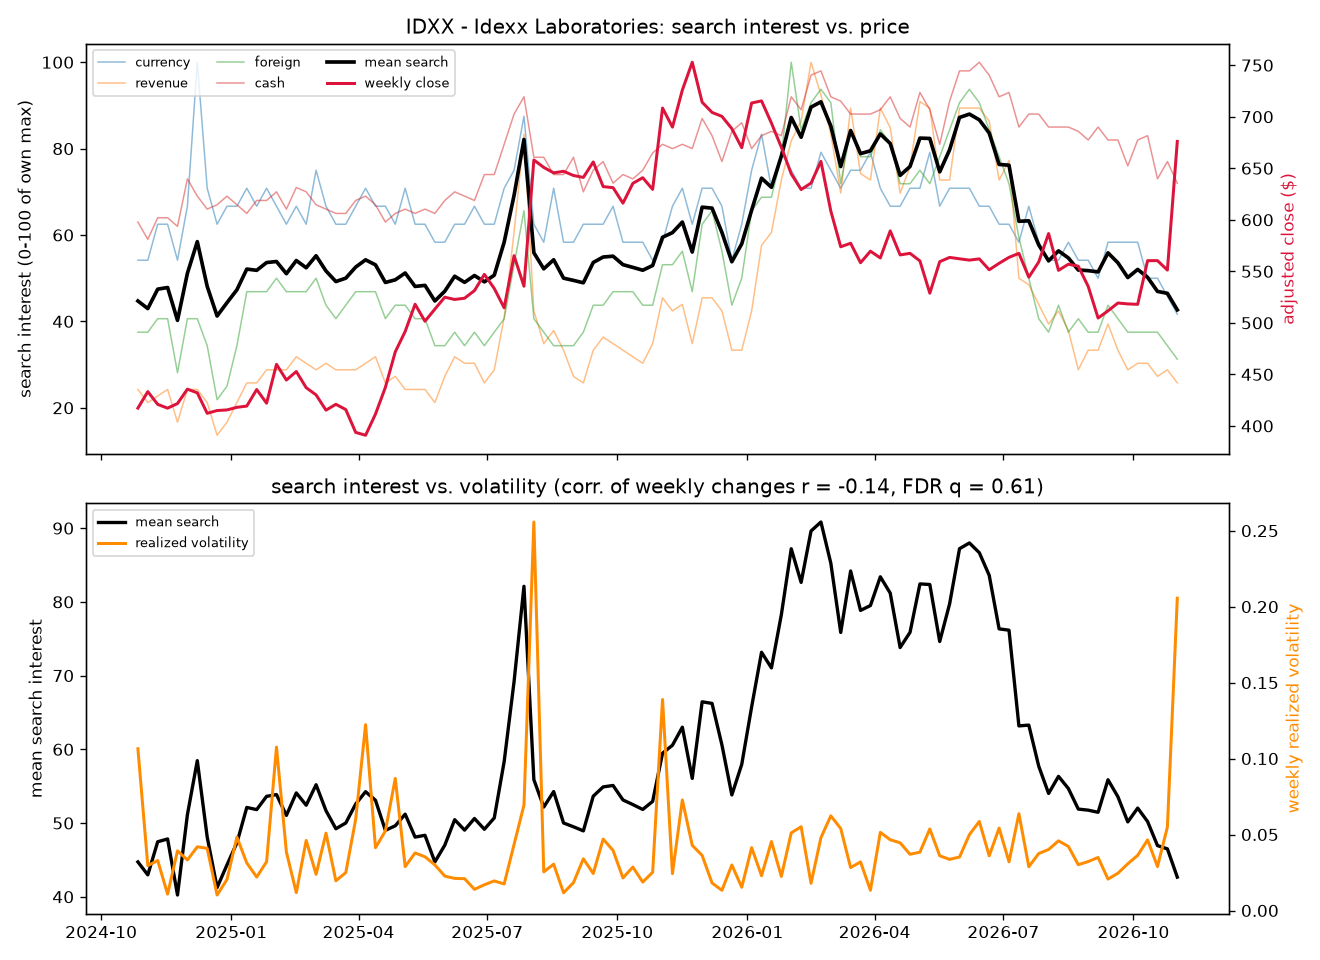 IDXX - Idexx Laboratories: search interest vs. price
currency
revenue
foreign
cash
mean search
weekly close
search interest (0-100 of own max)
100
80
60
40
20
adjusted close ($)
750
700
650
600
550
500
450
400
search interest vs. volatility (corr. of weekly changes r = -0.14, FDR q = 0.61)
mean search
realized volatility
mean search interest
90
80
70
60
50
40
weekly realized volatility
0.25
0.20
0.15
0.10
0.05
0.00
2024-10
2025-01
2025-04
2025-07
2025-10
2026-01
2026-04
2026-07
2026-10